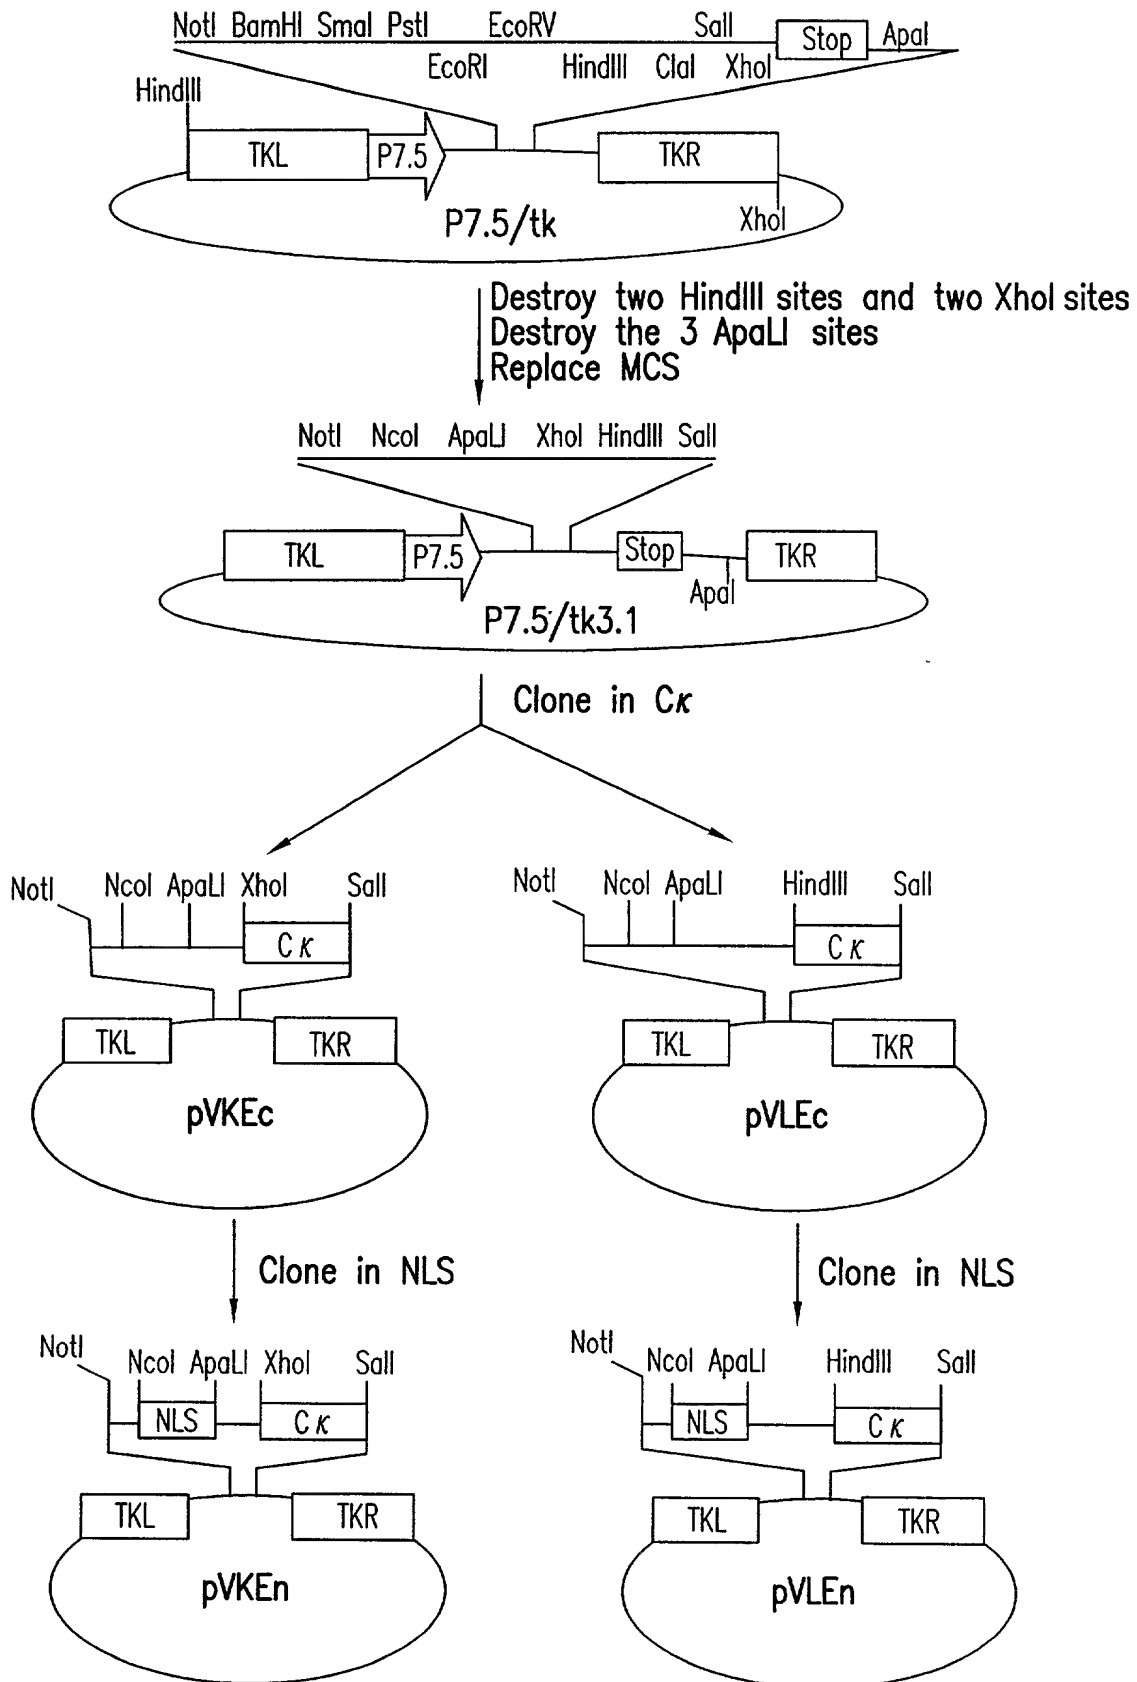 NotI BamHI SmaI PstI EcoRV SalI Stop ApaI
EcoRI HindIII ClaI XhoI
HindIII
TKL P7.5 TKR
XhoI
P7.5/tk
Destroy two HindIII sites and two XhoI sites
Destroy the 3 ApaLI sites
Replace MCS
NotI NcoI ApaLI XhoI HindIII SalI
TKL P7.5 Stop TKR
ApaI
P7.5/tk3.1
Clone in Cκ
NotI NcoI ApaLI XhoI SalI
Cκ
TKL TKR
pVKEc
NotI NcoI ApaLI HindIII SalI
Cκ
TKL TKR
pVLEc
Clone in NLS
Clone in NLS
NotI NcoI ApaLI XhoI SalI
NLS Cκ
TKL TKR
pVKEn
NotI NcoI ApaLI HindIII SalI
NLS Cκ
TKL TKR
pVLEn